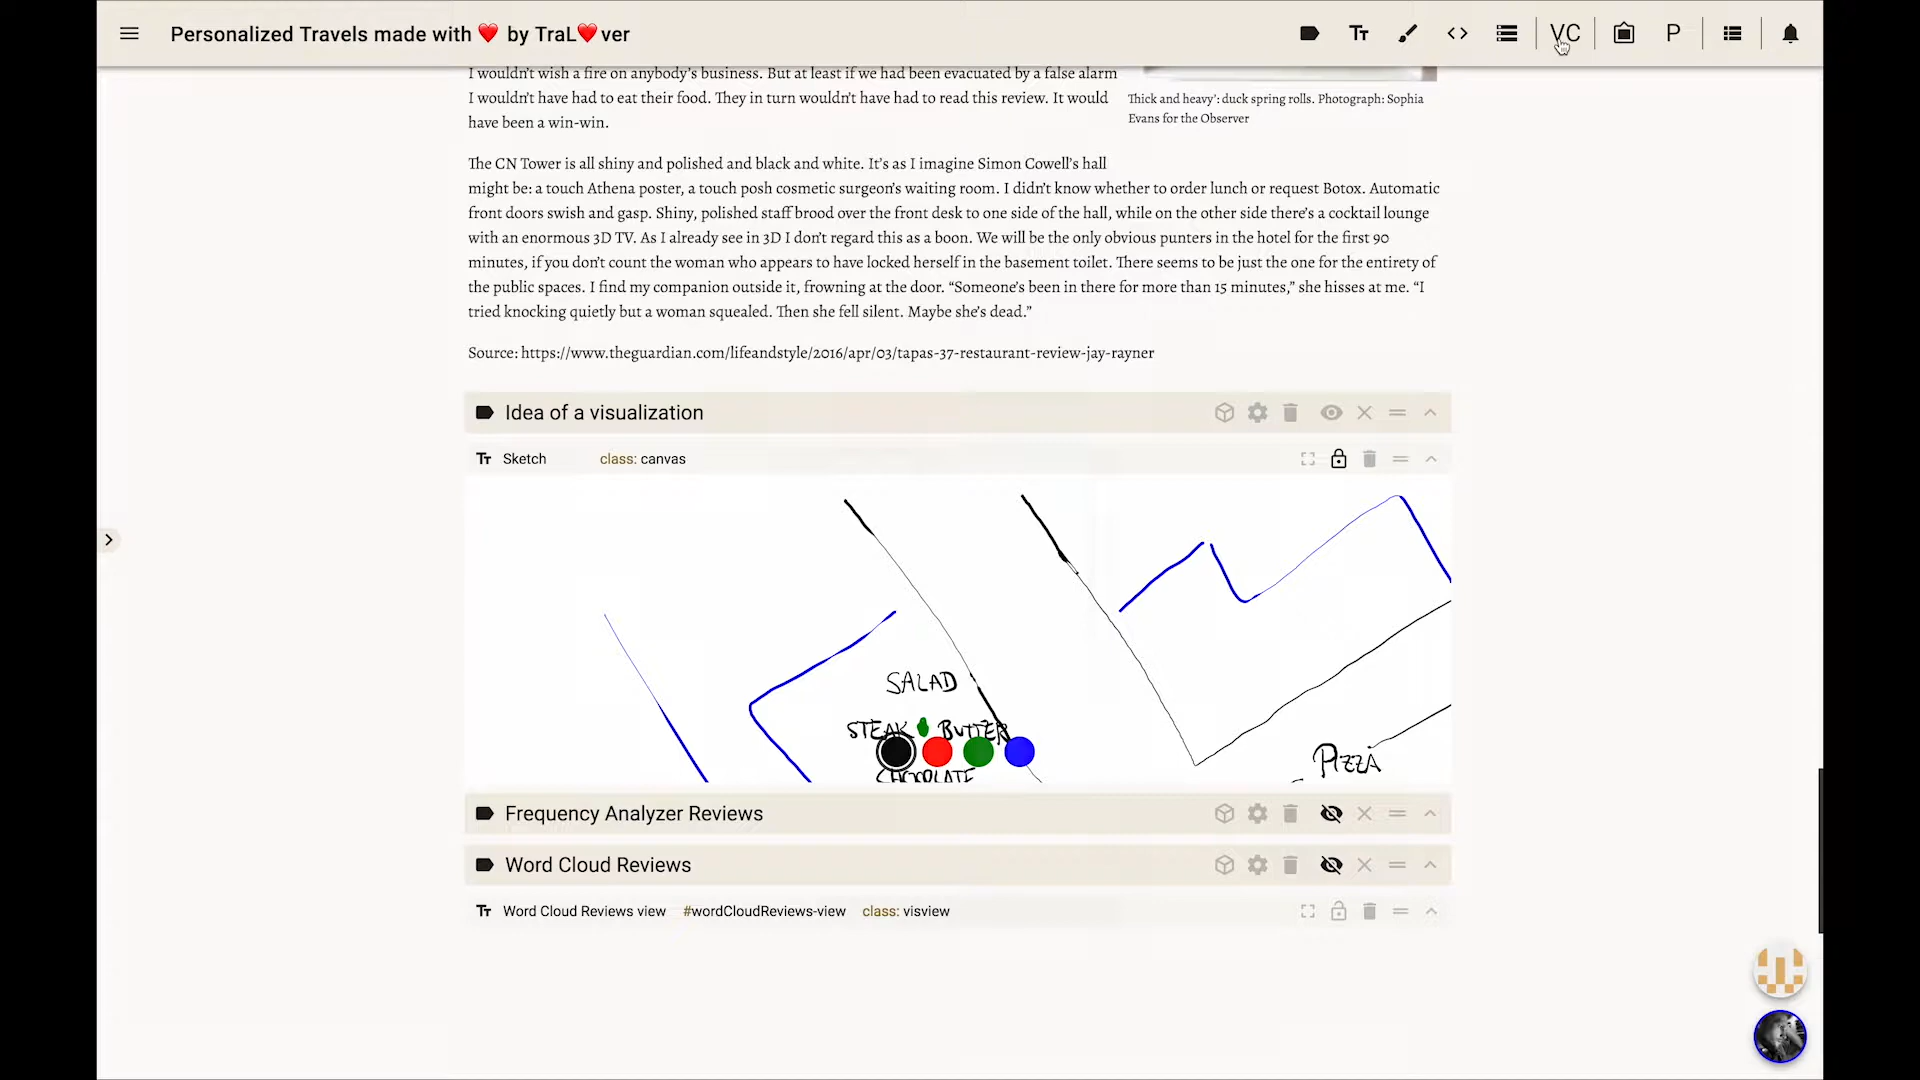 Personalized Travels made with ❤️ by TraL❤️ver
VC
P
I wouldn't wish a fire on anybody's business. But at least if we had been evacuated by a false alarm
I wouldn't have had to eat their food. They in turn wouldn't have had to read this review. It would
have been a win-win.
Thick and heavy': duck spring rolls. Photograph: Sophia
Evans for the Observer
The CN Tower is all shiny and polished and black and white. It's as I imagine Simon Cowell's hall
might be: a touch Athena poster, a touch posh cosmetic surgeon's waiting room. I didn't know whether to order lunch or request Botox. Automatic
front doors swish and gasp. Shiny, polished staff brood over the front desk to one side of the hall, while on the other side there's a cocktail lounge
with an enormous 3D TV. As I already see in 3D I don't regard this as a boon. We will be the only obvious punters in the hotel for the first 90
minutes, if you don't count the woman who appears to have locked herself in the basement toilet. There seems to be just the one for the entirety of
the public spaces. I find my companion outside it, frowning at the door. “Someone's been in there for more than 15 minutes,” she hisses at me. “I
tried knocking quietly but a woman squealed. Then she fell silent. Maybe she's dead.”
Source: https://www.theguardian.com/lifeandstyle/2016/apr/03/tapas-37-restaurant-review-jay-rayner
Idea of a visualization
Tт Sketch class: canvas
SALAD
STEAK BUTTER
CHOCOLATE
PIZZA
Frequency Analyzer Reviews
Word Cloud Reviews
Tт Word Cloud Reviews view #wordCloudReviews-view class: visview